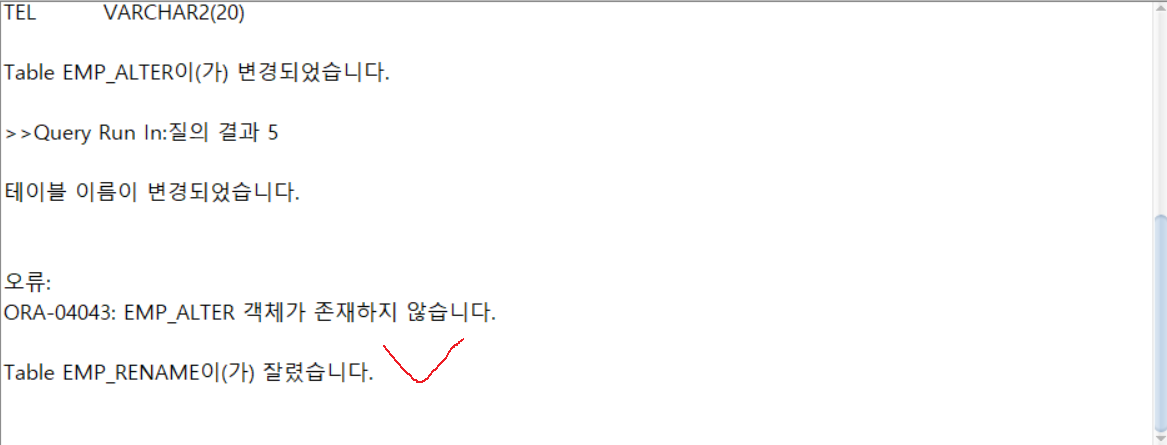 TEL VARCHAR2(20)
Table EMP_ALTER이(가) 변경되었습니다.
>>Query Run In:질의 결과 5
테이블 이름이 변경되었습니다.
오류:
ORA-04043: EMP_ALTER 객체가 존재하지 않습니다.
Table EMP_RENAME이(가) 잘렸습니다.